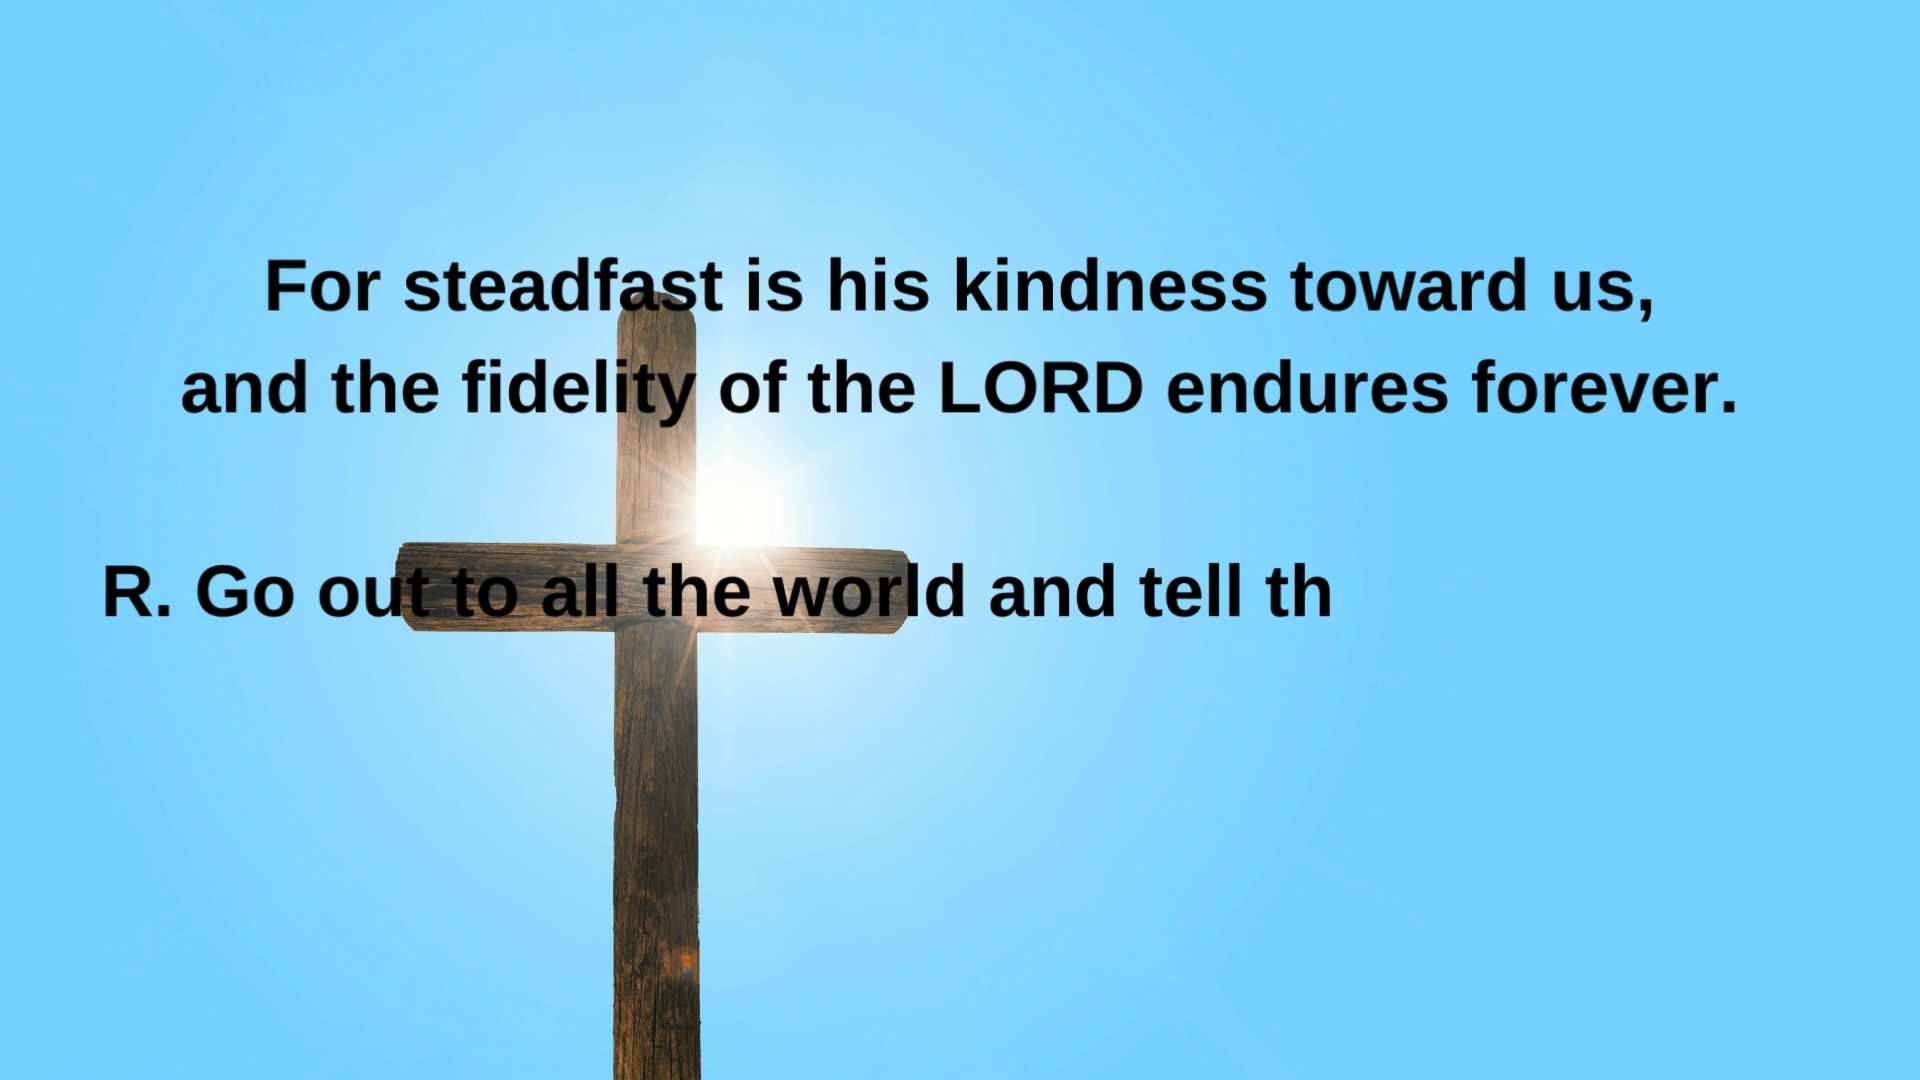 For steadfast is his kindness toward us,
and the fidelity of the LORD endures forever.
R. Go out to all the world and tell th